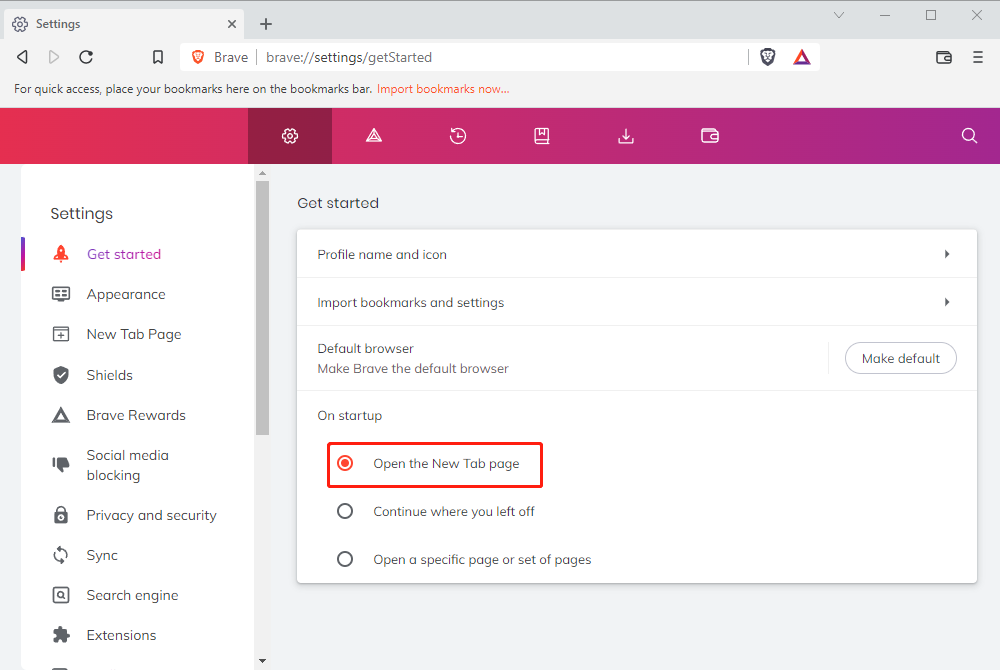 Settings
Brave brave://settings/getStarted
For quick access, place your bookmarks here on the bookmarks bar. Import bookmarks now...
Settings
Get started
Appearance
New Tab Page
Shields
Brave Rewards
Social media
blocking
Privacy and security
Sync
Search engine
Extensions
Get started
Profile name and icon
Import bookmarks and settings
Default browser
Make Brave the default browser
Make default
On startup
Open the New Tab page
Continue where you left off
Open a specific page or set of pages